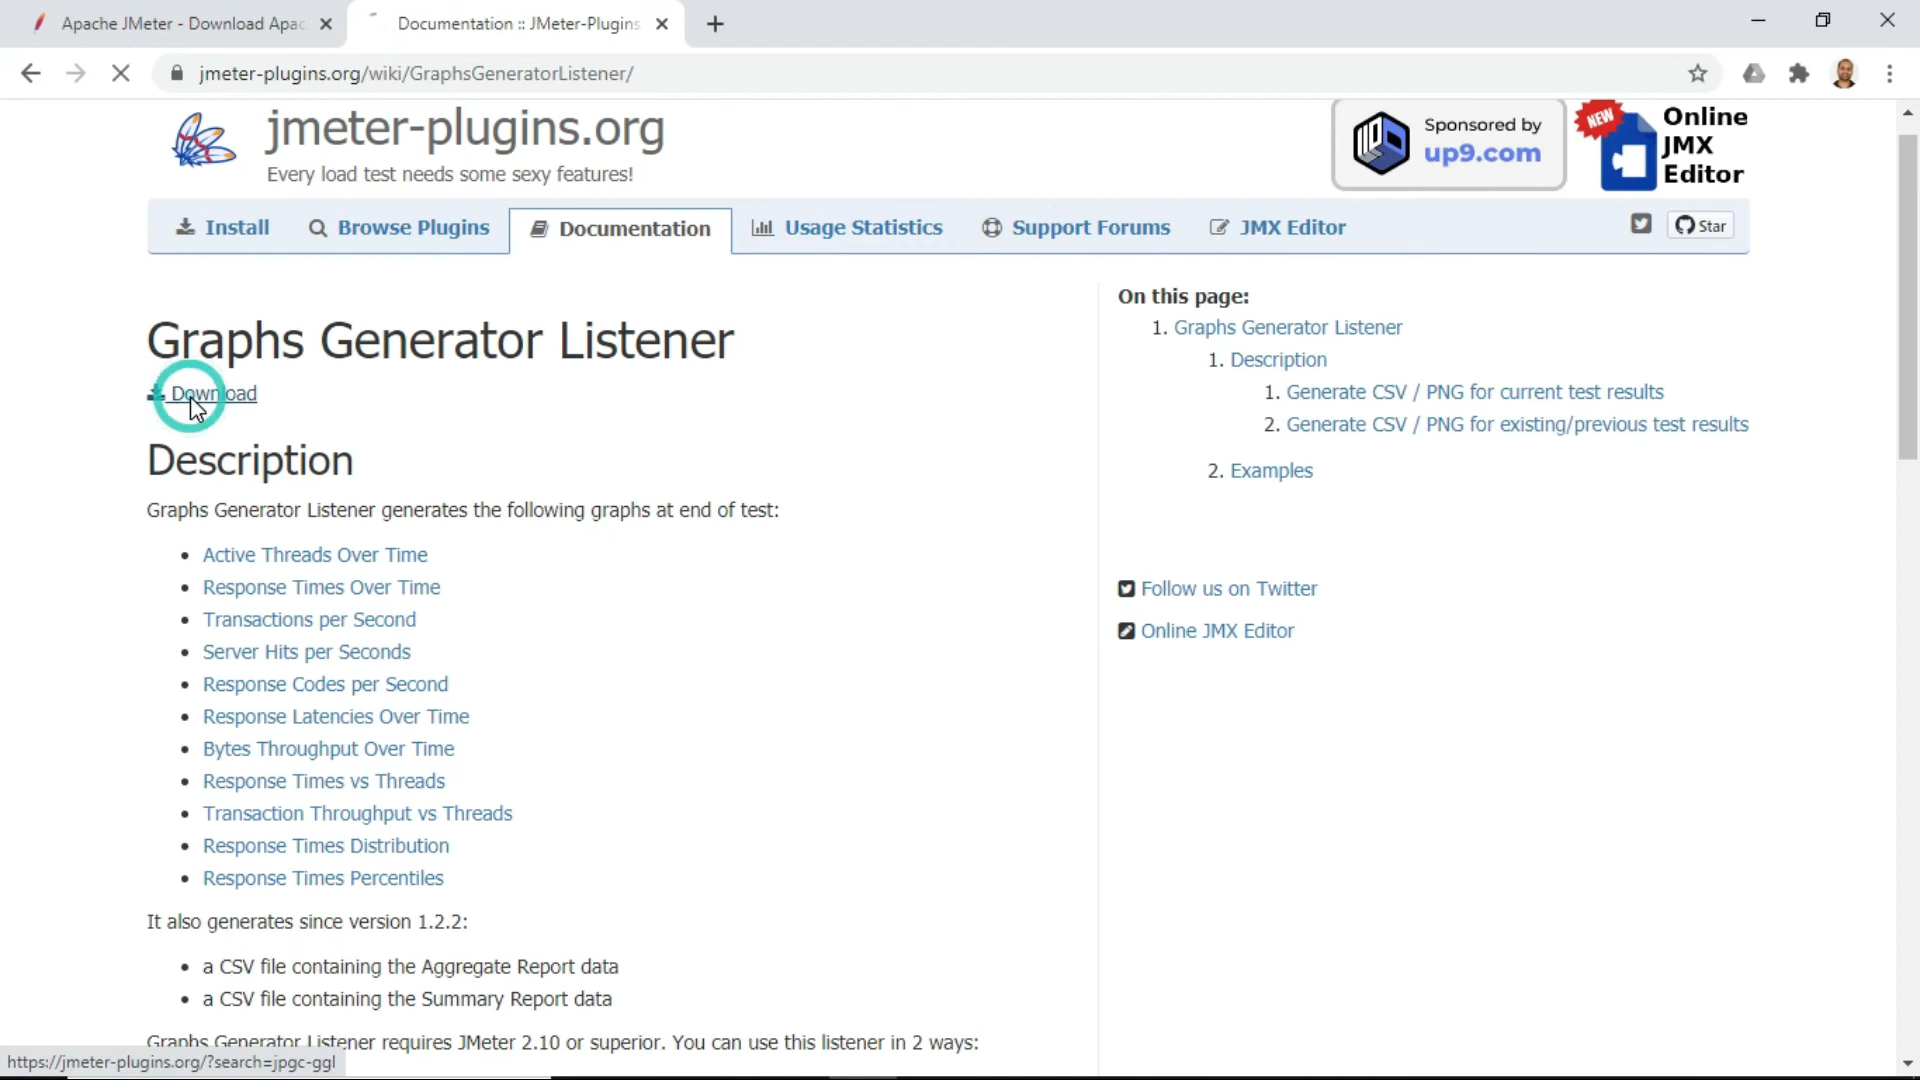 Apache JMeter - Download Apac
Documentation :: JMeter-Plugins
jmeter-plugins.org/wiki/GraphsGeneratorListener/
jmeter-plugins.org
Every load test needs some sexy features!
Sponsored by
up9.com
NEW
Online
JMX
Editor
Install
Browse Plugins
Documentation
Usage Statistics
Support Forums
JMX Editor
Star
Graphs Generator Listener
Download
Description
Graphs Generator Listener generates the following graphs at end of test:
• Active Threads Over Time
• Response Times Over Time
• Transactions per Second
• Server Hits per Seconds
• Response Codes per Second
• Response Latencies Over Time
• Bytes Throughput Over Time
• Response Times vs Threads
• Transaction Throughput vs Threads
• Response Times Distribution
• Response Times Percentiles
It also generates since version 1.2.2:
• a CSV file containing the Aggregate Report data
• a CSV file containing the Summary Report data
Graphs Generator Listener requires JMeter 2.10 or superior. You can use this listener in 2 ways:
On this page:
1. Graphs Generator Listener
1. Description
1. Generate CSV / PNG for current test results
2. Generate CSV / PNG for existing/previous test results
2. Examples
Follow us on Twitter
Online JMX Editor
https://jmeter-plugins.org/?search=jpgc-ggl